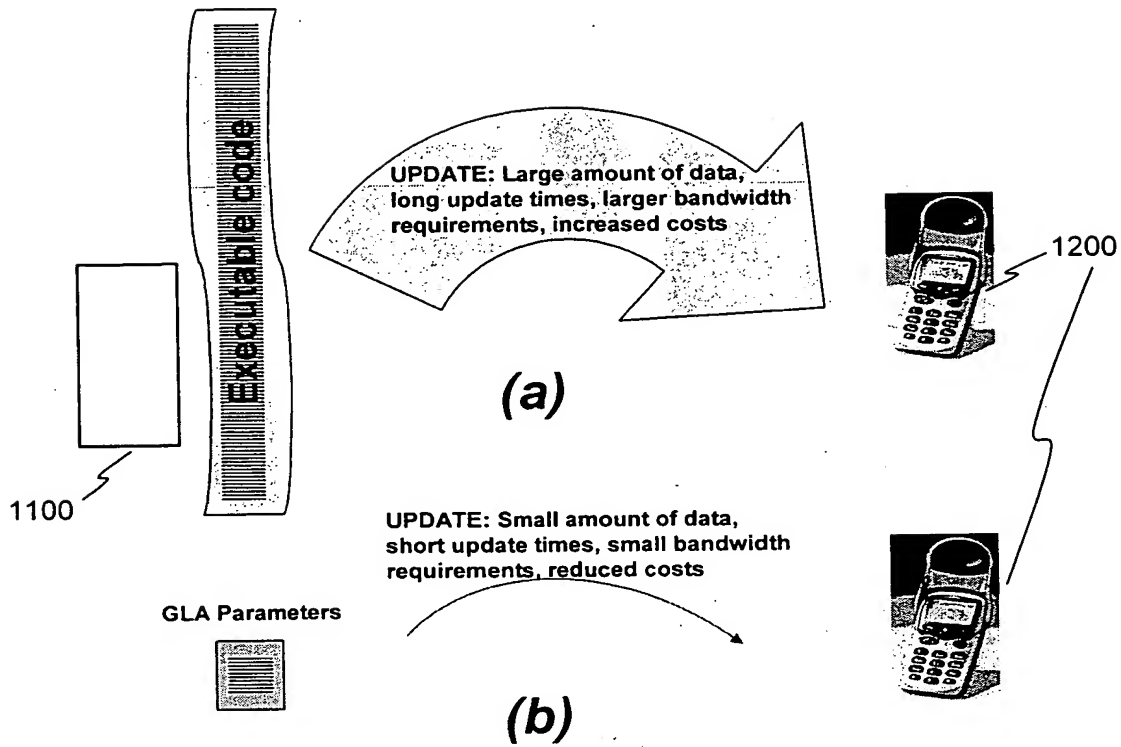 Executable code
UPDATE: Large amount of data,
long update times, larger bandwidth
requirements, increased costs
1200
(a)
1100
UPDATE: Small amount of data,
short update times, small bandwidth
requirements, reduced costs
GLA Parameters
(b)